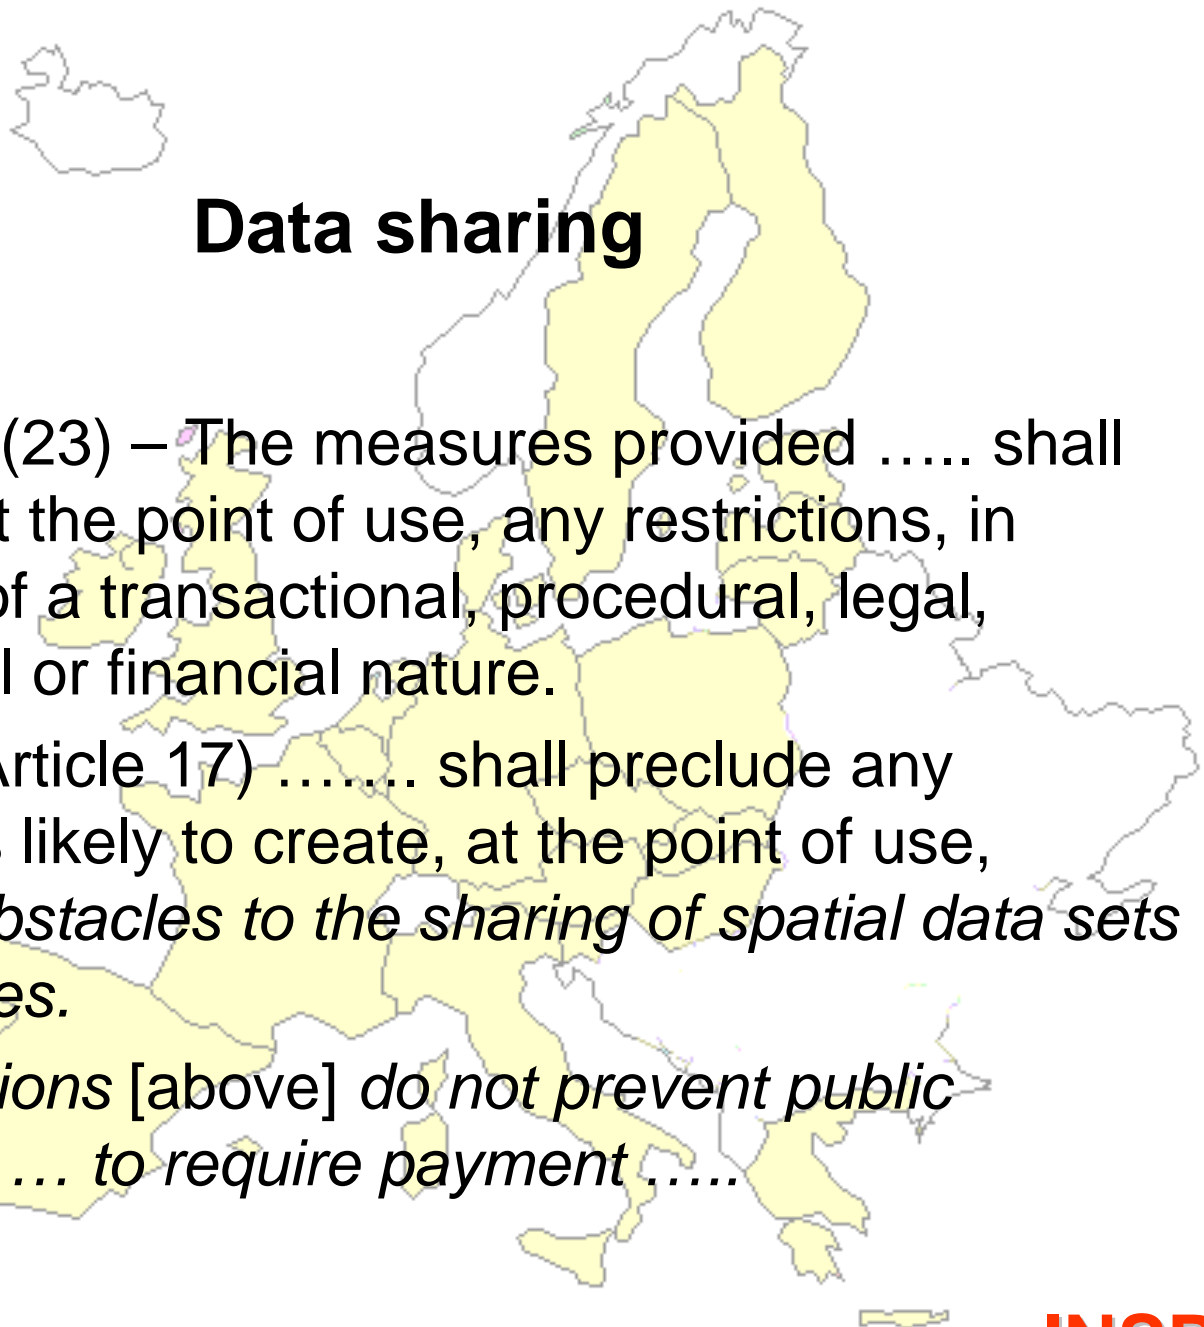 Data sharing
(23) – The measures provided ….. shall
t the point of use, any restrictions, in
of a transactional, procedural, legal,
l or financial nature.
Article 17) ……. shall preclude any
s likely to create, at the point of use,
bstacles to the sharing of spatial data sets
es.
ions [above] do not prevent public
… to require payment …..